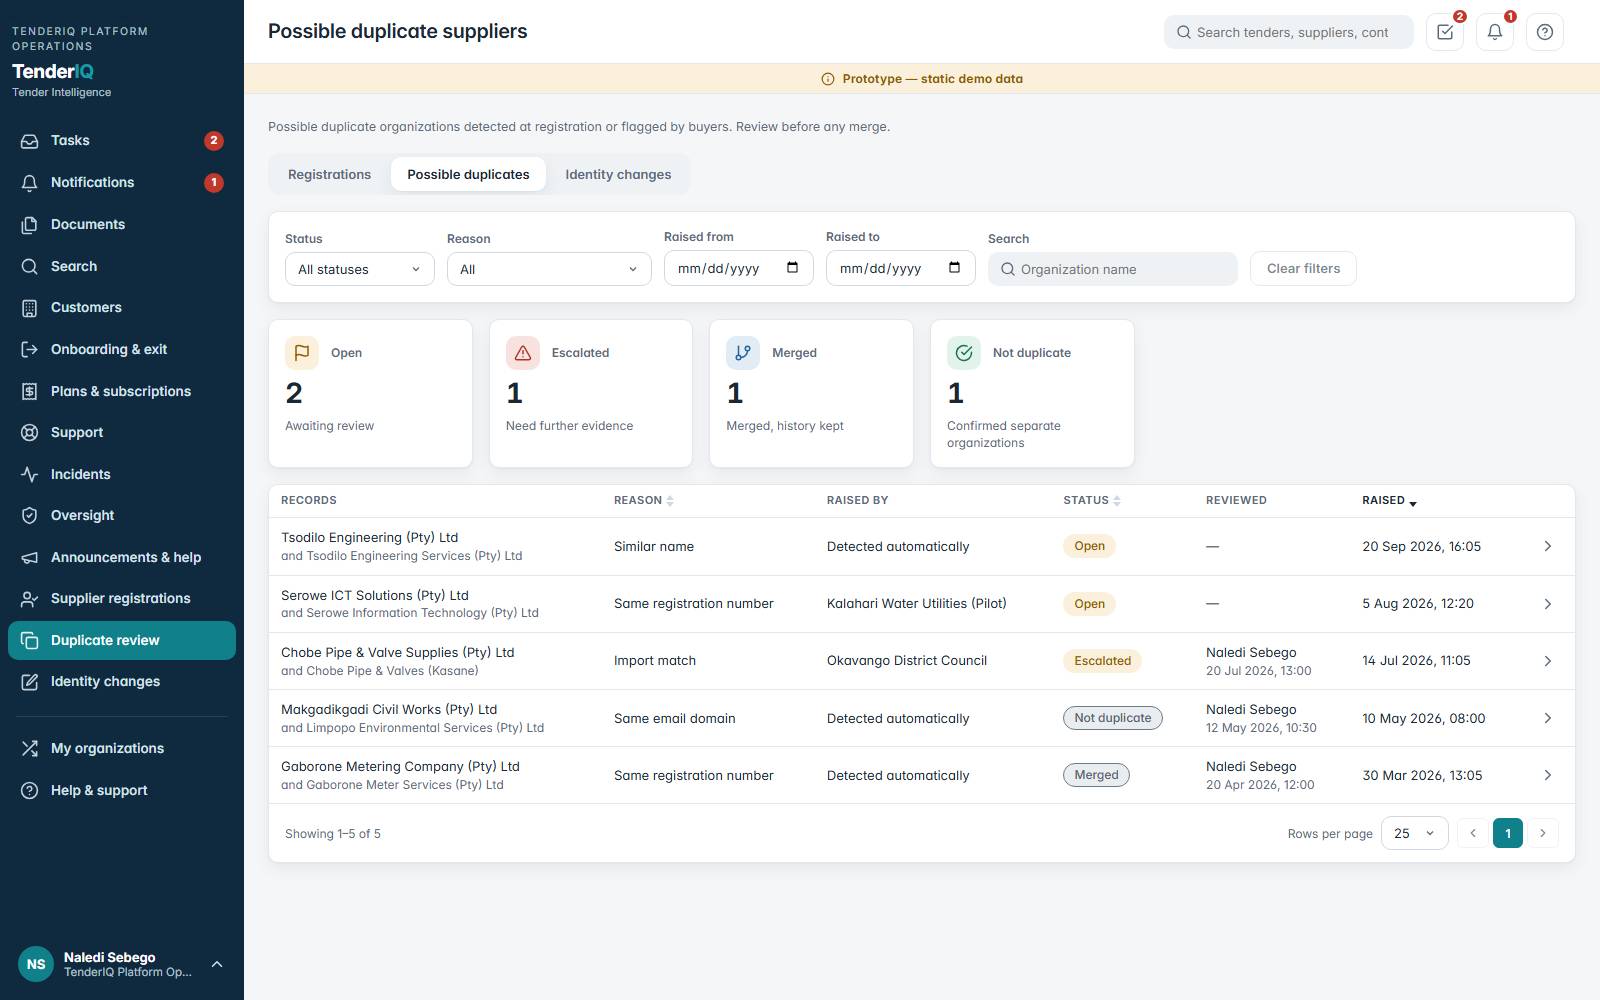 TENDERIQ PLATFORM
OPERATIONS
TenderIQ
Tender Intelligence
Tasks
2
Notifications
1
Documents
Search
Customers
Onboarding & exit
Plans & subscriptions
Support
Incidents
Oversight
Announcements & help
Supplier registrations
Duplicate review
Identity changes
My organizations
Help & support
NS
Naledi Sebego
TenderIQ Platform Op...
Possible duplicate suppliers
Search tenders, suppliers, cont
2
1
Prototype — static demo data
Possible duplicate organizations detected at registration or flagged by buyers. Review before any merge.
Registrations
Possible duplicates
Identity changes
Status
Reason
Raised from
Raised to
Search
All statuses
All
mm/dd/yyyy
mm/dd/yyyy
Organization name
Clear filters
Open
2
Awaiting review
Escalated
1
Need further evidence
Merged
1
Merged, history kept
Not duplicate
1
Confirmed separate
organizations
RECORDS REASON RAISED BY STATUS REVIEWED RAISED
Tsodilo Engineering (Pty) Ltd
and Tsodilo Engineering Services (Pty) Ltd
Similar name
Detected automatically
Open
—
20 Sep 2026, 16:05
Serowe ICT Solutions (Pty) Ltd
and Serowe Information Technology (Pty) Ltd
Same registration number
Kalahari Water Utilities (Pilot)
Open
—
5 Aug 2026, 12:20
Chobe Pipe & Valve Supplies (Pty) Ltd
and Chobe Pipe & Valves (Kasane)
Import match
Okavango District Council
Escalated
Naledi Sebego
20 Jul 2026, 13:00
14 Jul 2026, 11:05
Makgadikgadi Civil Works (Pty) Ltd
and Limpopo Environmental Services (Pty) Ltd
Same email domain
Detected automatically
Not duplicate
Naledi Sebego
12 May 2026, 10:30
10 May 2026, 08:00
Gaborone Metering Company (Pty) Ltd
and Gaborone Meter Services (Pty) Ltd
Same registration number
Detected automatically
Merged
Naledi Sebego
20 Apr 2026, 12:00
30 Mar 2026, 13:05
Showing 1–5 of 5
Rows per page
25
1